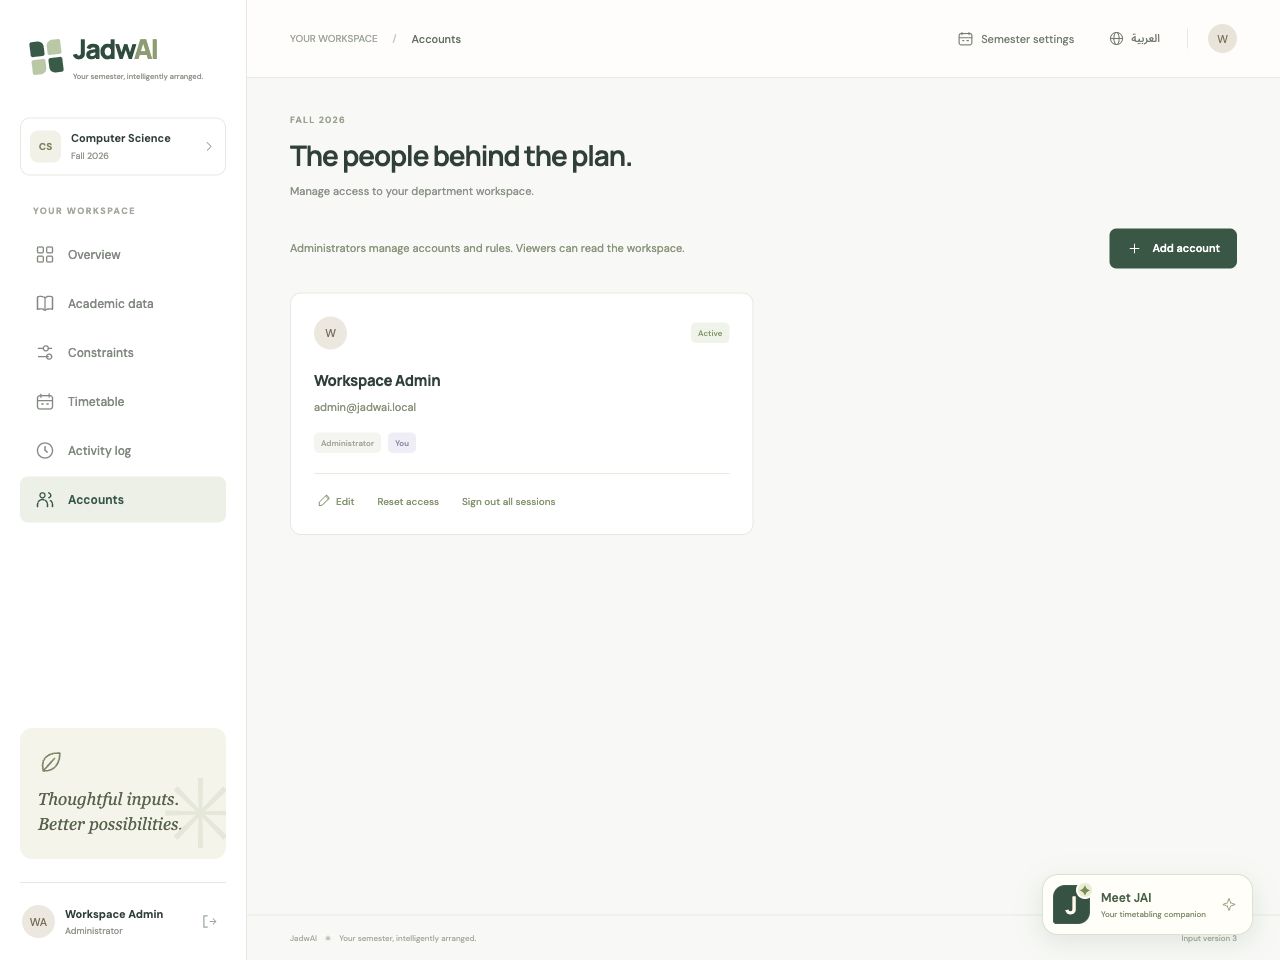 JadwAI
Your semester, intelligently arranged.
CS
Computer Science
Fall 2026
YOUR WORKSPACE
Overview
Academic data
Constraints
Timetable
Activity log
Accounts
Thoughtful inputs.
Better possibilities.
WA
Workspace Admin
Administrator
YOUR WORKSPACE / Accounts
Semester settings
العربية
W
FALL 2026
The people behind the plan.
Manage access to your department workspace.
Administrators manage accounts and rules. Viewers can read the workspace.
Add account
W
Active
Workspace Admin
admin@jadwai.local
Administrator You
Edit Reset access Sign out all sessions
J
Meet JAI
Your timetabling companion
JadwAI Your semester, intelligently arranged.
Input version 3